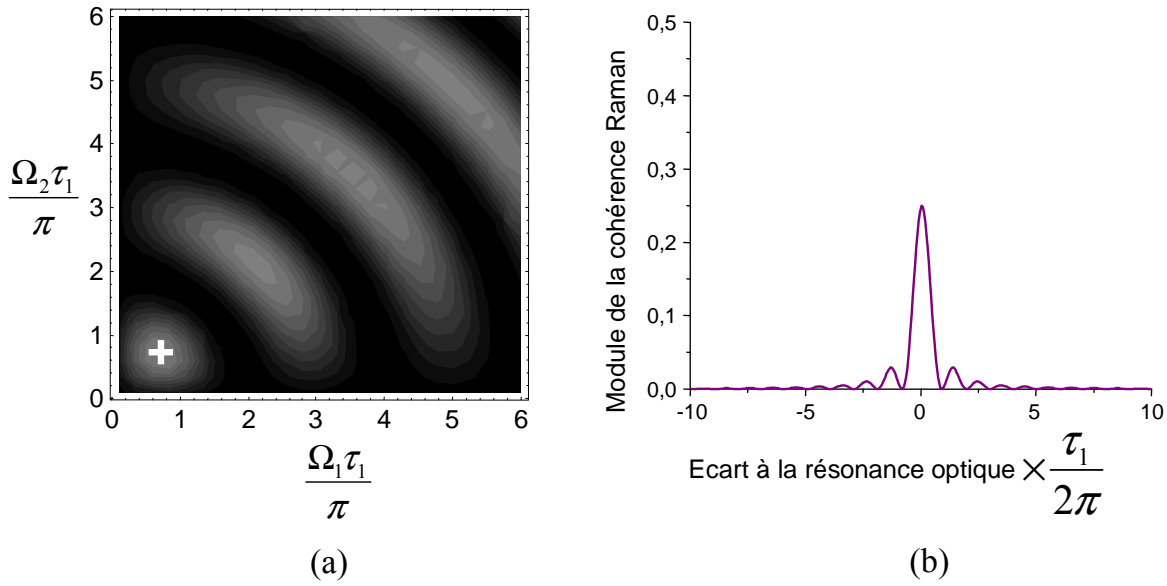 6
5
4
3
2
1
0
0 1 2 3 4 5 6
Ω₂τ₁
π
Ω₁τ₁
π
(a)
Module de la cohérence Raman
0,5
0,4
0,3
0,2
0,1
0,0
-10 -5 0 5 10
Ecart à la résonance optique × τ₁
2π
(b)